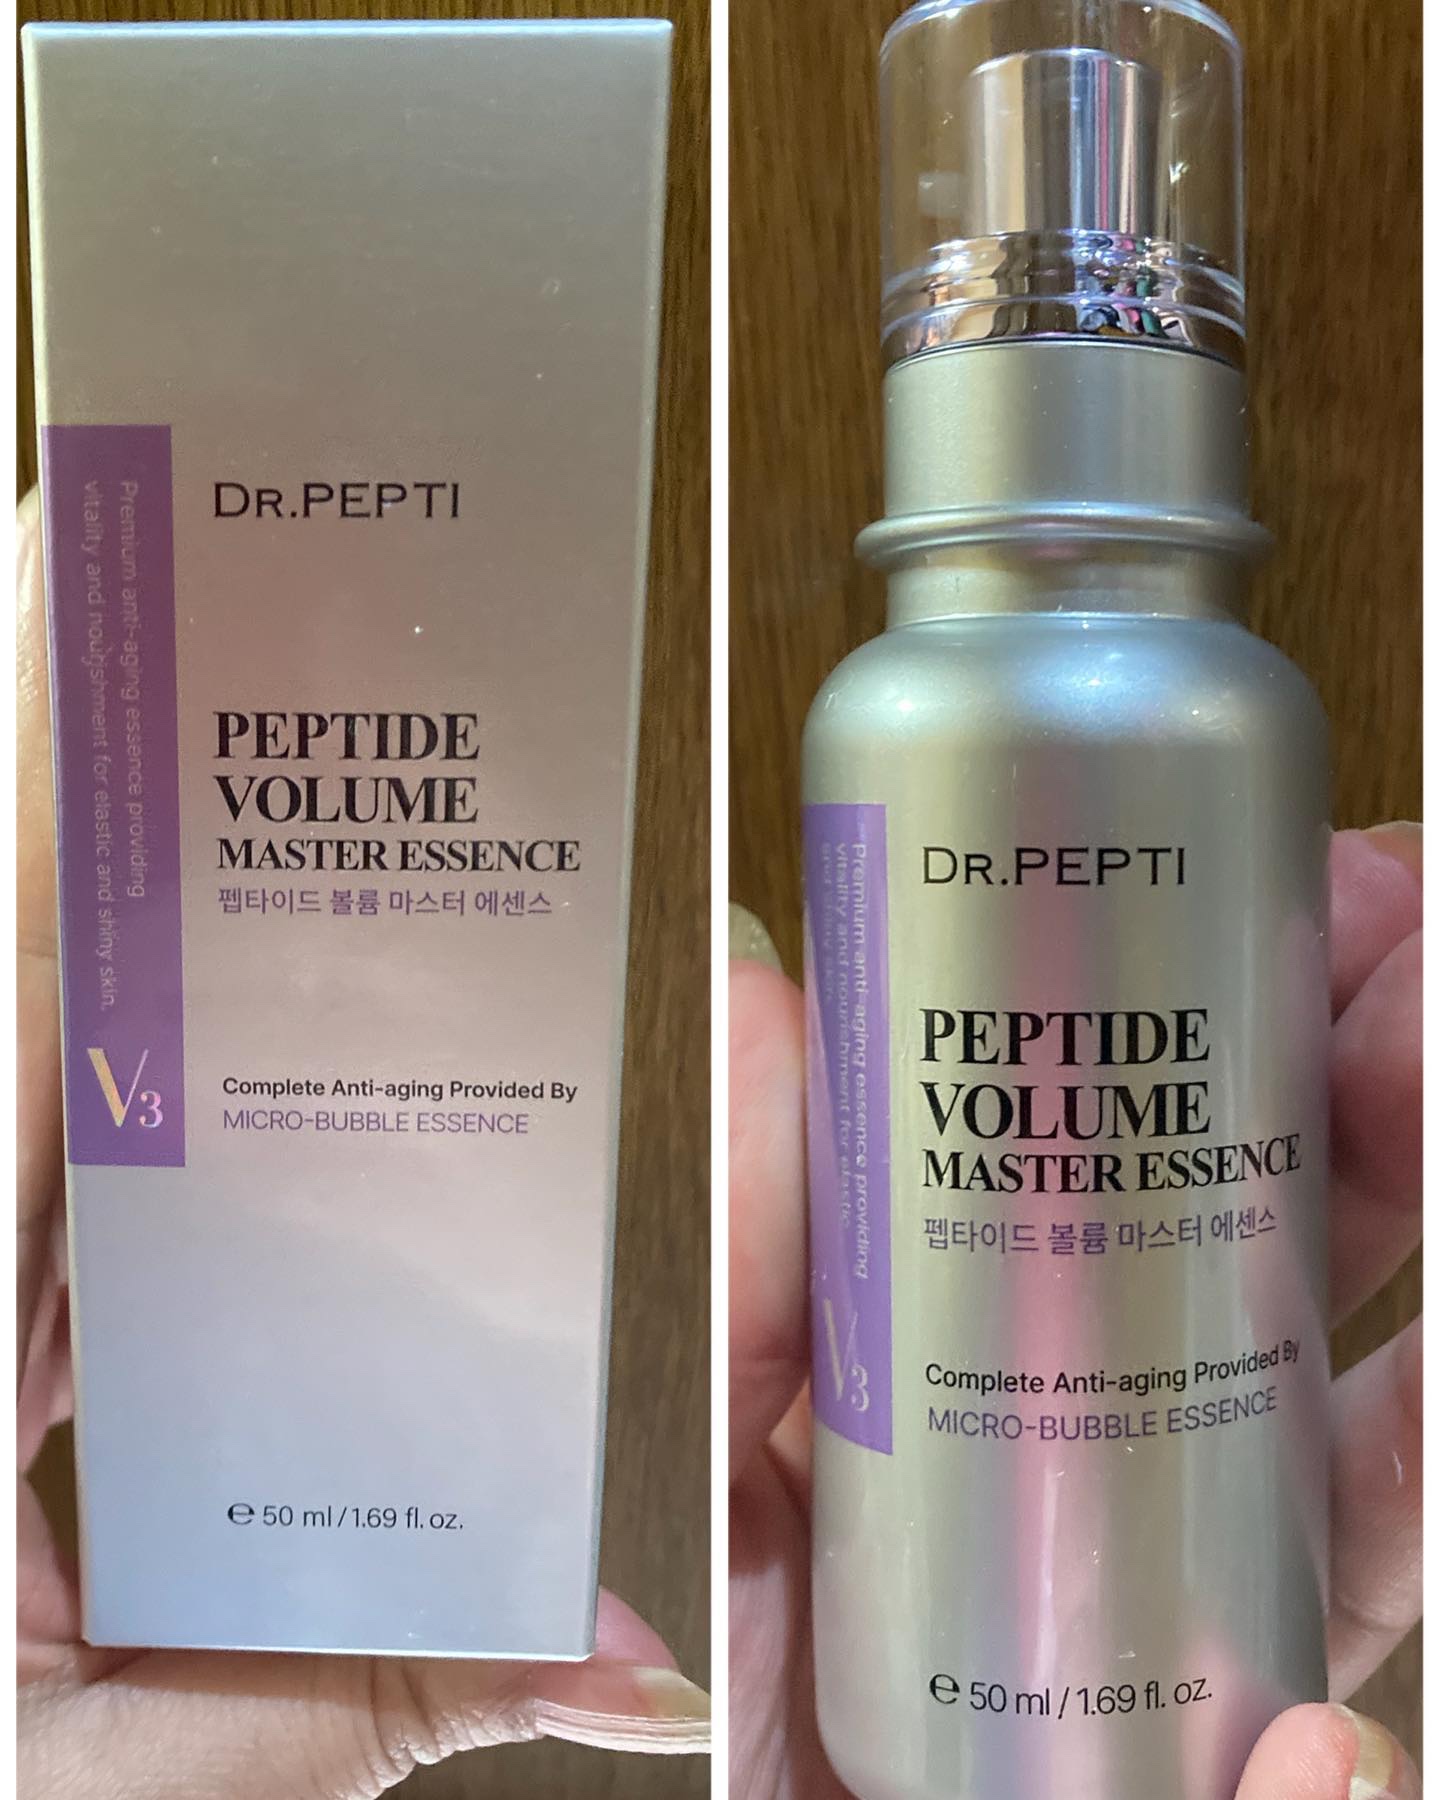 DR.PEPTI
PEPTIDE
VOLUME
MASTER ESSENCE
펩타이드 볼륨 마스터 에센스
Premium anti-aging essence providing
vitality and nourishment for elastic and shiny skin.
V3
Complete Anti-aging Provided By
MICRO-BUBBLE ESSENCE
℮ 50 ml / 1.69 fl. oz.
DR.PEPTI
PEPTIDE
VOLUME
MASTER ESSENCE
펩타이드 볼륨 마스터 에센스
Premium anti-aging essence providing
vitality and nourishment for elastic
and shiny skin.
V3
Complete Anti-aging Provided By
MICRO-BUBBLE ESSENCE
℮ 50 ml / 1.69 fl. oz.